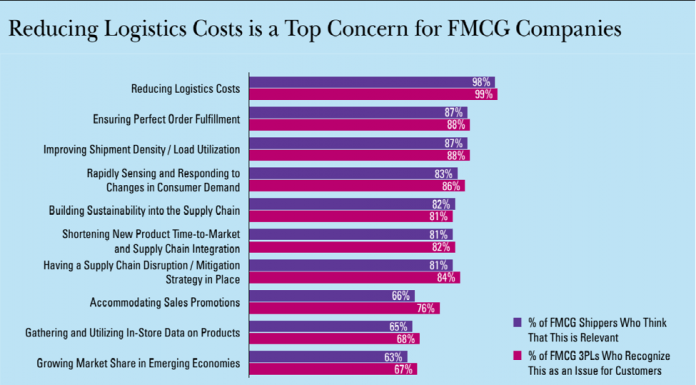 Reducing Logistics Costs is a Top Concern for FMCG Companies
Reducing Logistics Costs
98%
99%
Ensuring Perfect Order Fulfillment
87%
88%
Improving Shipment Density / Load Utilization
87%
88%
Rapidly Sensing and Responding to
Changes in Consumer Demand
83%
86%
Building Sustainability into the Supply Chain
82%
81%
Shortening New Product Time-to-Market
and Supply Chain Integration
81%
82%
Having a Supply Chain Disruption / Mitigation
Strategy in Place
81%
84%
Accommodating Sales Promotions
66%
76%
Gathering and Utilizing In-Store Data on Products
65%
68%
Growing Market Share in Emerging Economies
63%
67%
% of FMCG Shippers Who Think
That This is Relevant
% of FMCG 3PLs Who Recognize
This as an Issue for Customers